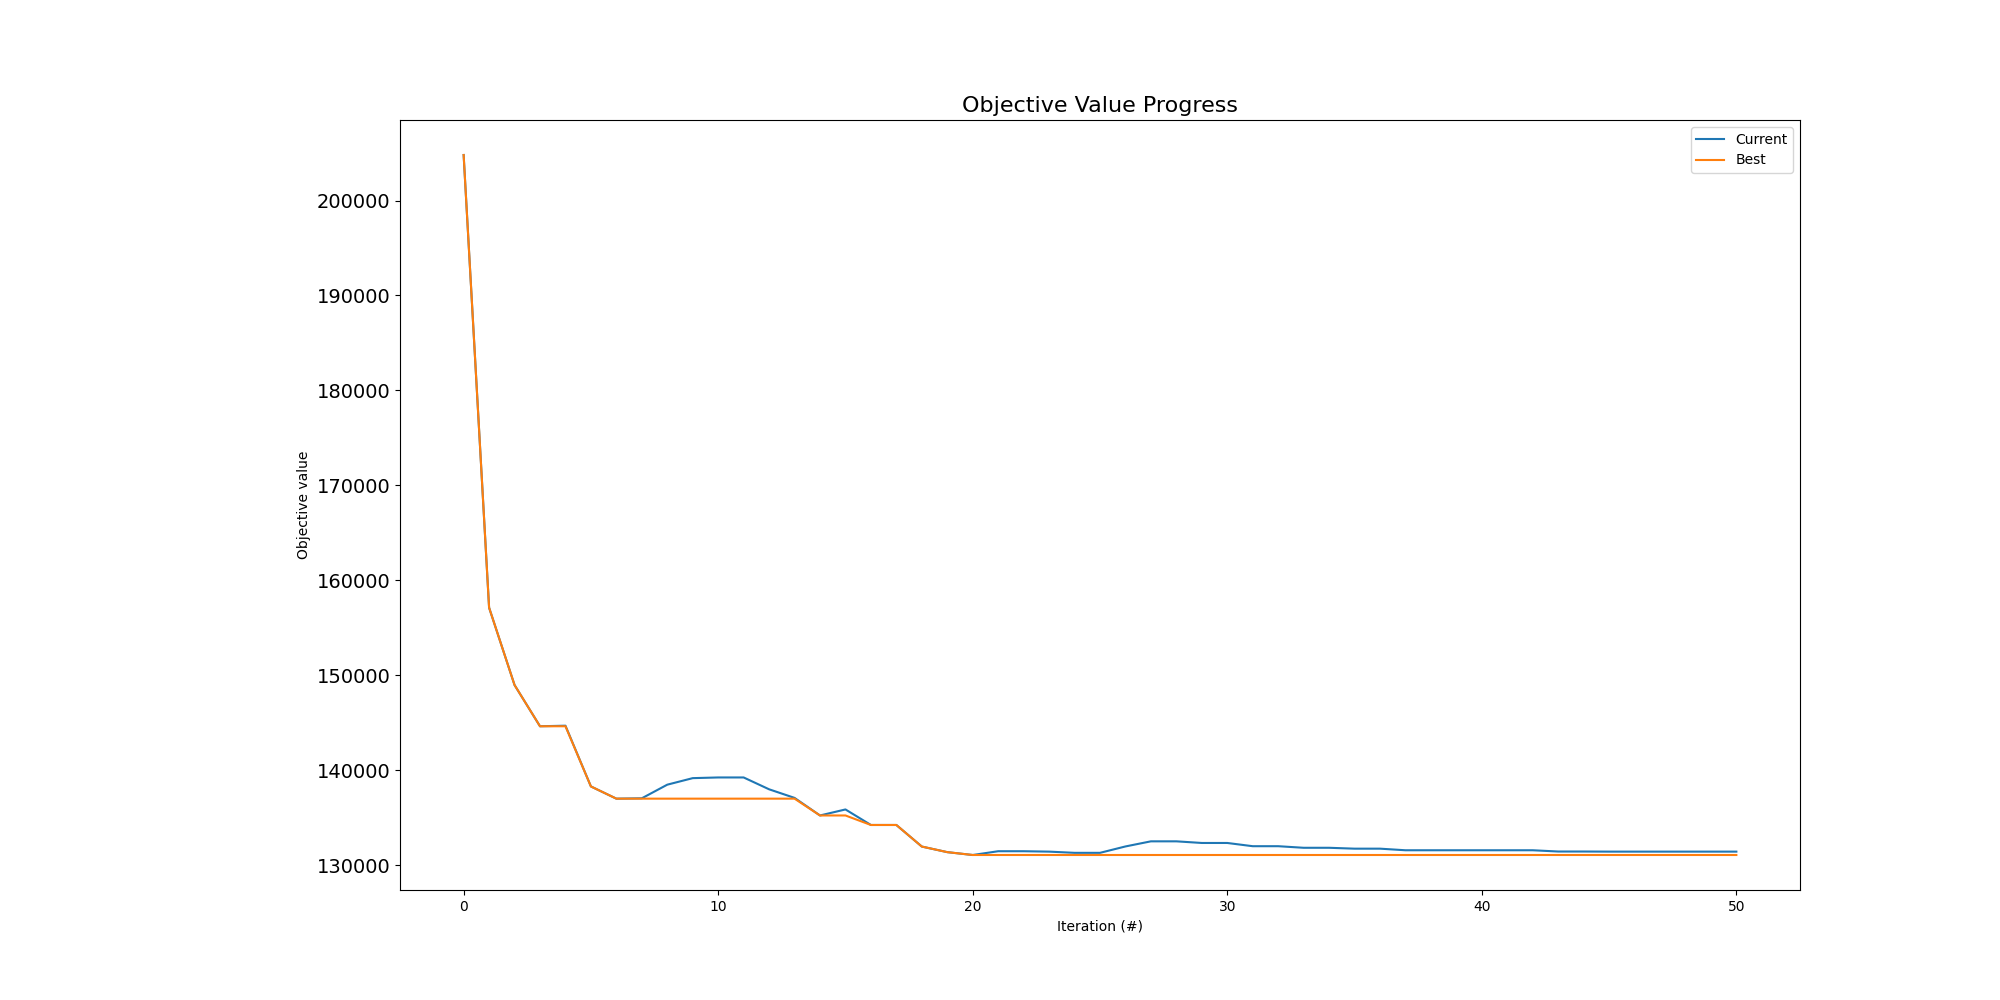 Objective Value Progress
Current
Best
200000
190000
180000
170000
160000
150000
140000
130000
Objective value
0 10 20 30 40 50
Iteration (#)